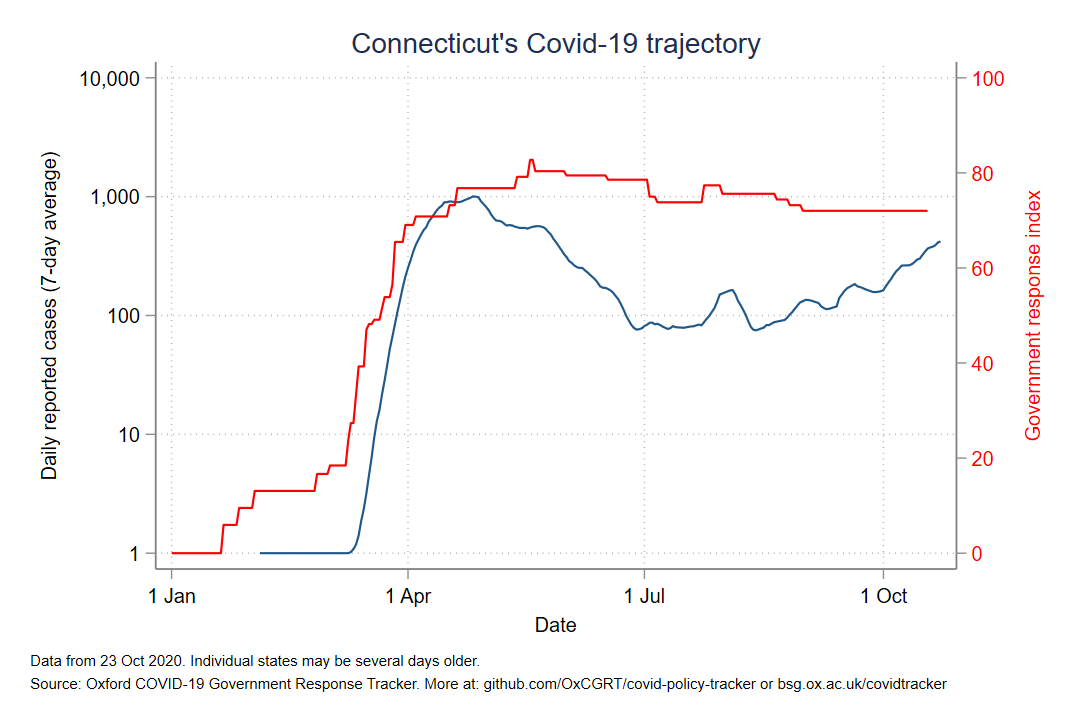 Connecticut's Covid-19 trajectory
Daily reported cases (7-day average)
10,000
1,000
100
10
1
100
80
60
40
20
0
Government response index
1 Jan
1 Apr
1 Jul
1 Oct
Date
Data from 23 Oct 2020. Individual states may be several days older.
Source: Oxford COVID-19 Government Response Tracker. More at: github.com/OxCGRT/covid-policy-tracker or bsg.ox.ac.uk/covidtracker